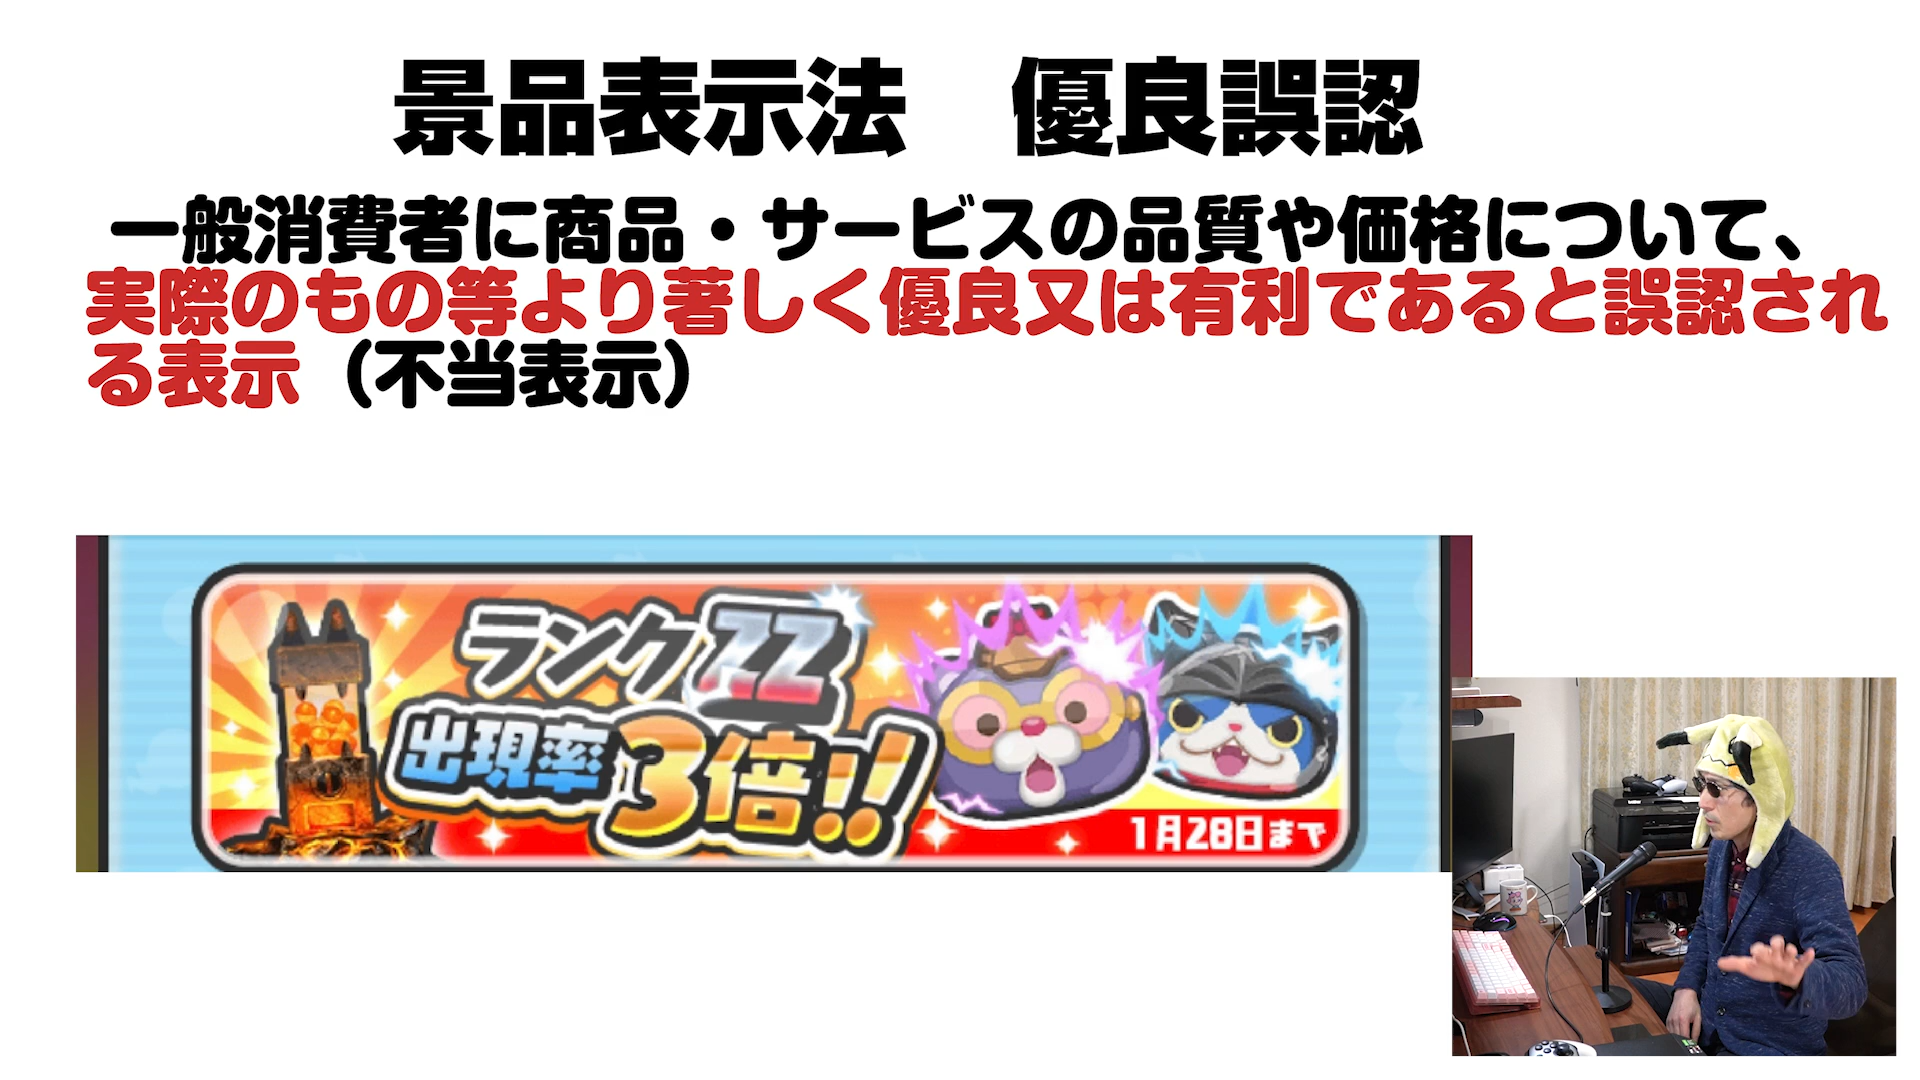 景品表示法　優良誤認
一般消費者に商品・サービスの品質や価格について、
実際のもの等より著しく優良又は有利であると誤認され
る表示（不当表示）
ランクZZ
出現率3倍!!
1月28日まで